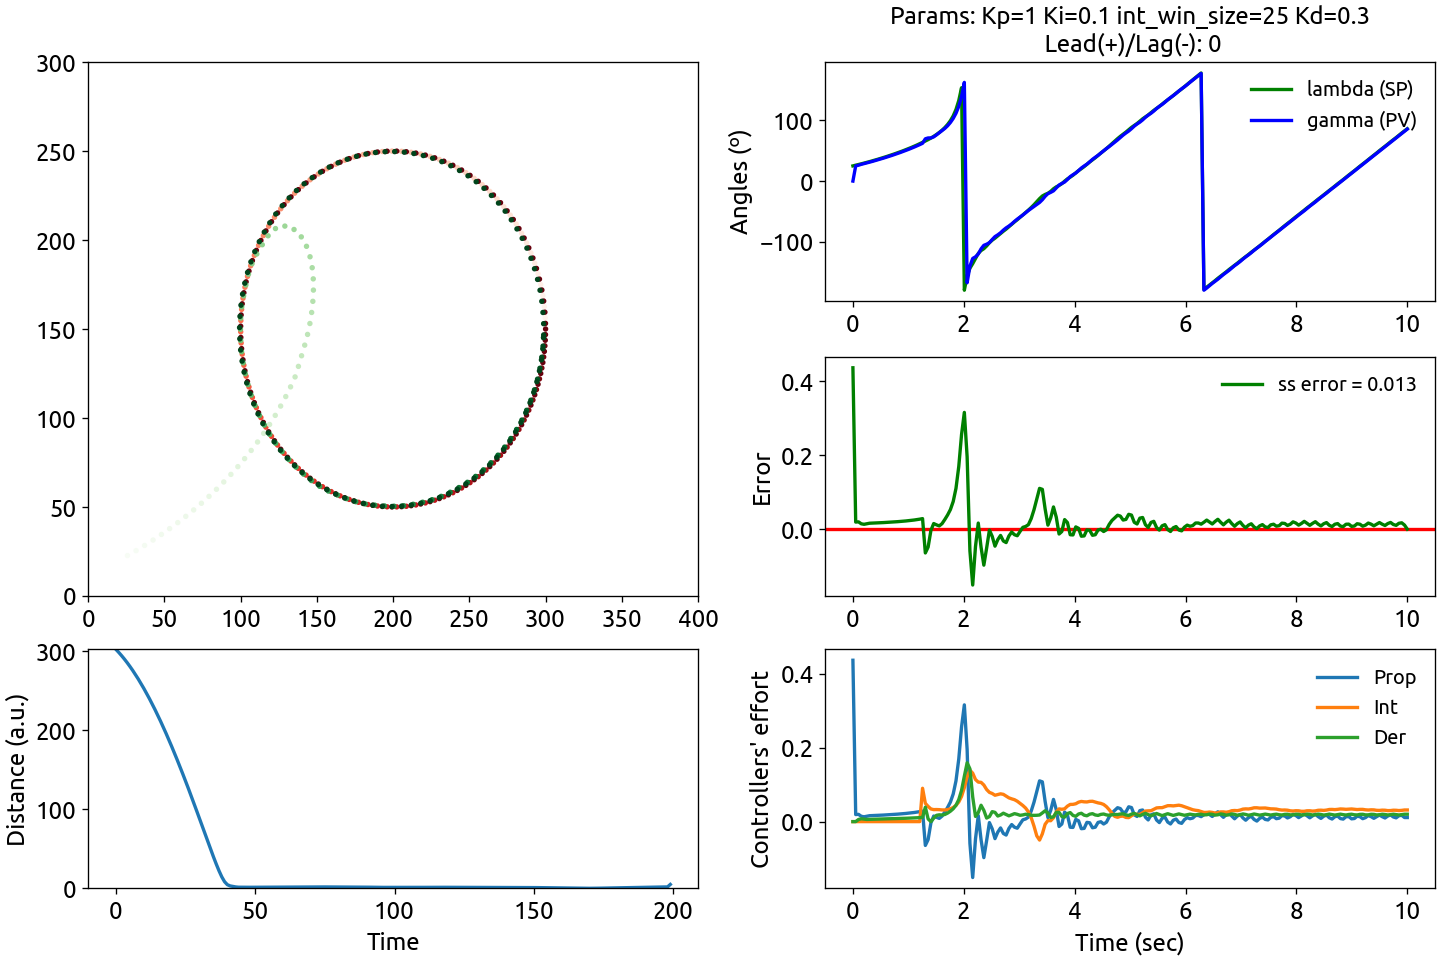 Params: Kp=1 Ki=0.1 int_win_size=25 Kd=0.3
Lead(+)/Lag(-): 0
300
250
200
150
100
50
0
0 50 100 150 200 250 300 350 400
Angles (º)
100
0
−100
lambda (SP)
gamma (PV)
0 2 4 6 8 10
Error
0.4
0.2
0.0
ss error = 0.013
0 2 4 6 8 10
Distance (a.u.)
300
200
100
0
0 50 100 150 200
Time
Controllers' effort
0.4
0.2
0.0
Prop
Int
Der
0 2 4 6 8 10
Time (sec)